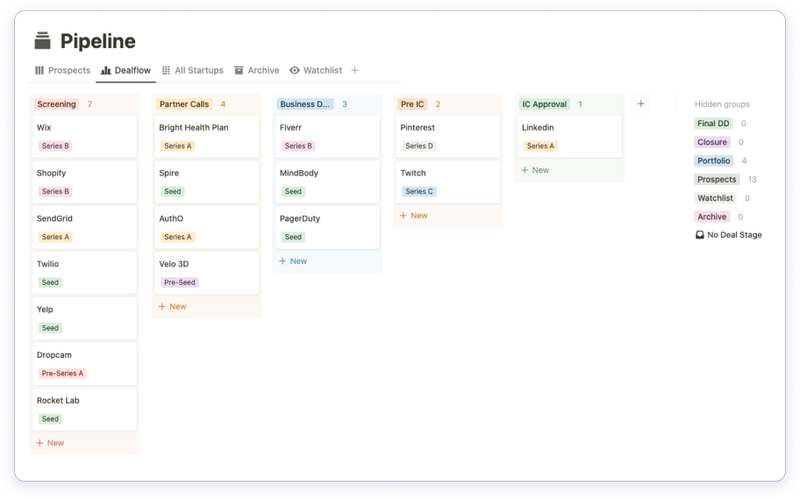 Pipeline
Prospects Dealflow All Startups Archive Watchlist +
Screening 7
Wix
Series B
Shopify
Series B
SendGrid
Series A
Twilio
Seed
Yelp
Seed
Dropcam
Pre-Series A
Rocket Lab
Seed
+ New
Partner Calls 4
Bright Health Plan
Series A
Spire
Seed
AuthO
Series A
Velo 3D
Pre-Seed
+ New
Business D... 3
Fiverr
Series B
MindBody
Seed
PagerDuty
Seed
+ New
Pre IC 2
Pinterest
Series D
Twitch
Series C
+ New
IC Approval 1
Linkedin
Series A
+ New
+
Hidden groups
Final DD 0
Closure 0
Portfolio 4
Prospects 13
Watchlist 0
Archive 0
No Deal Stage